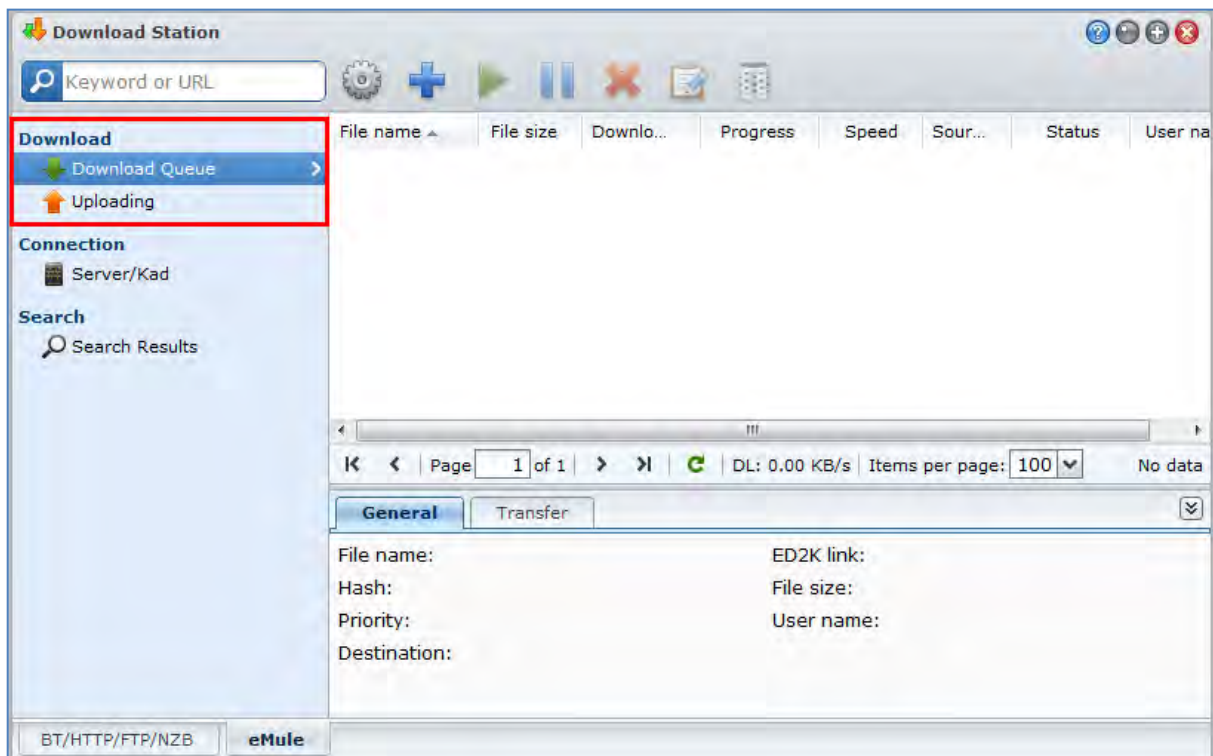 Download Station
Keyword or URL
Download
Download Queue
Uploading
Connection
Server/Kad
Search
Search Results
File name File size Downlo... Progress Speed Sour... Status User na
Page 1 of 1 DL: 0.00 KB/s Items per page: 100 No data
General Transfer
File name: ED2K link:
Hash: File size:
Priority: User name:
Destination:
BT/HTTP/FTP/NZB eMule